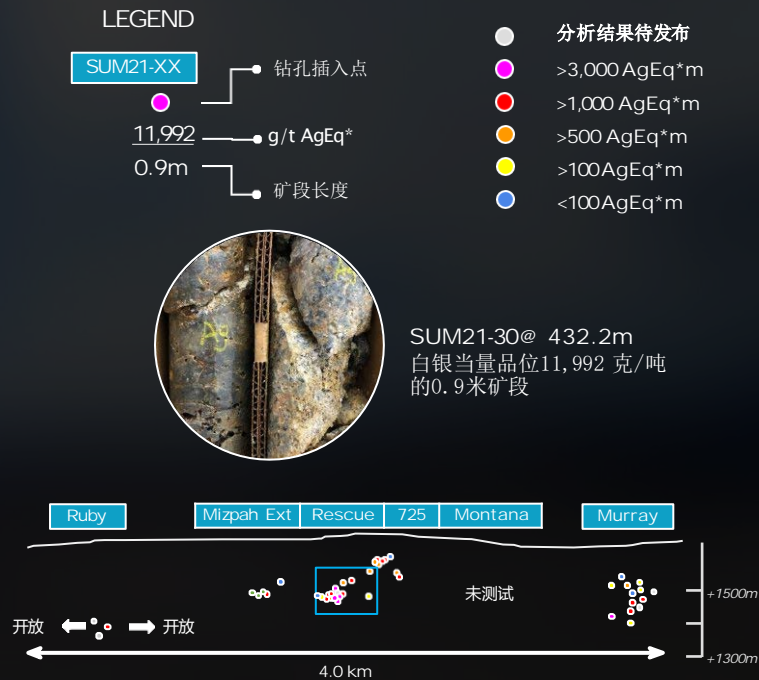 LEGEND
SUM21-XX
钻孔插入点
11,992
g/t AgEq*
0.9m
矿段长度
分析结果待发布
>3,000 AgEq*m
>1,000 AgEq*m
>500 AgEq*m
>100AgEq*m
<100AgEq*m
Ag
SUM21-30@ 432.2m
白银当量品位11,992 克/吨
的0.9米矿段
Ruby
Mizpah Ext
Rescue
725
Montana
Murray
未测试
+1500m
开放
开放
+1300m
4.0 km